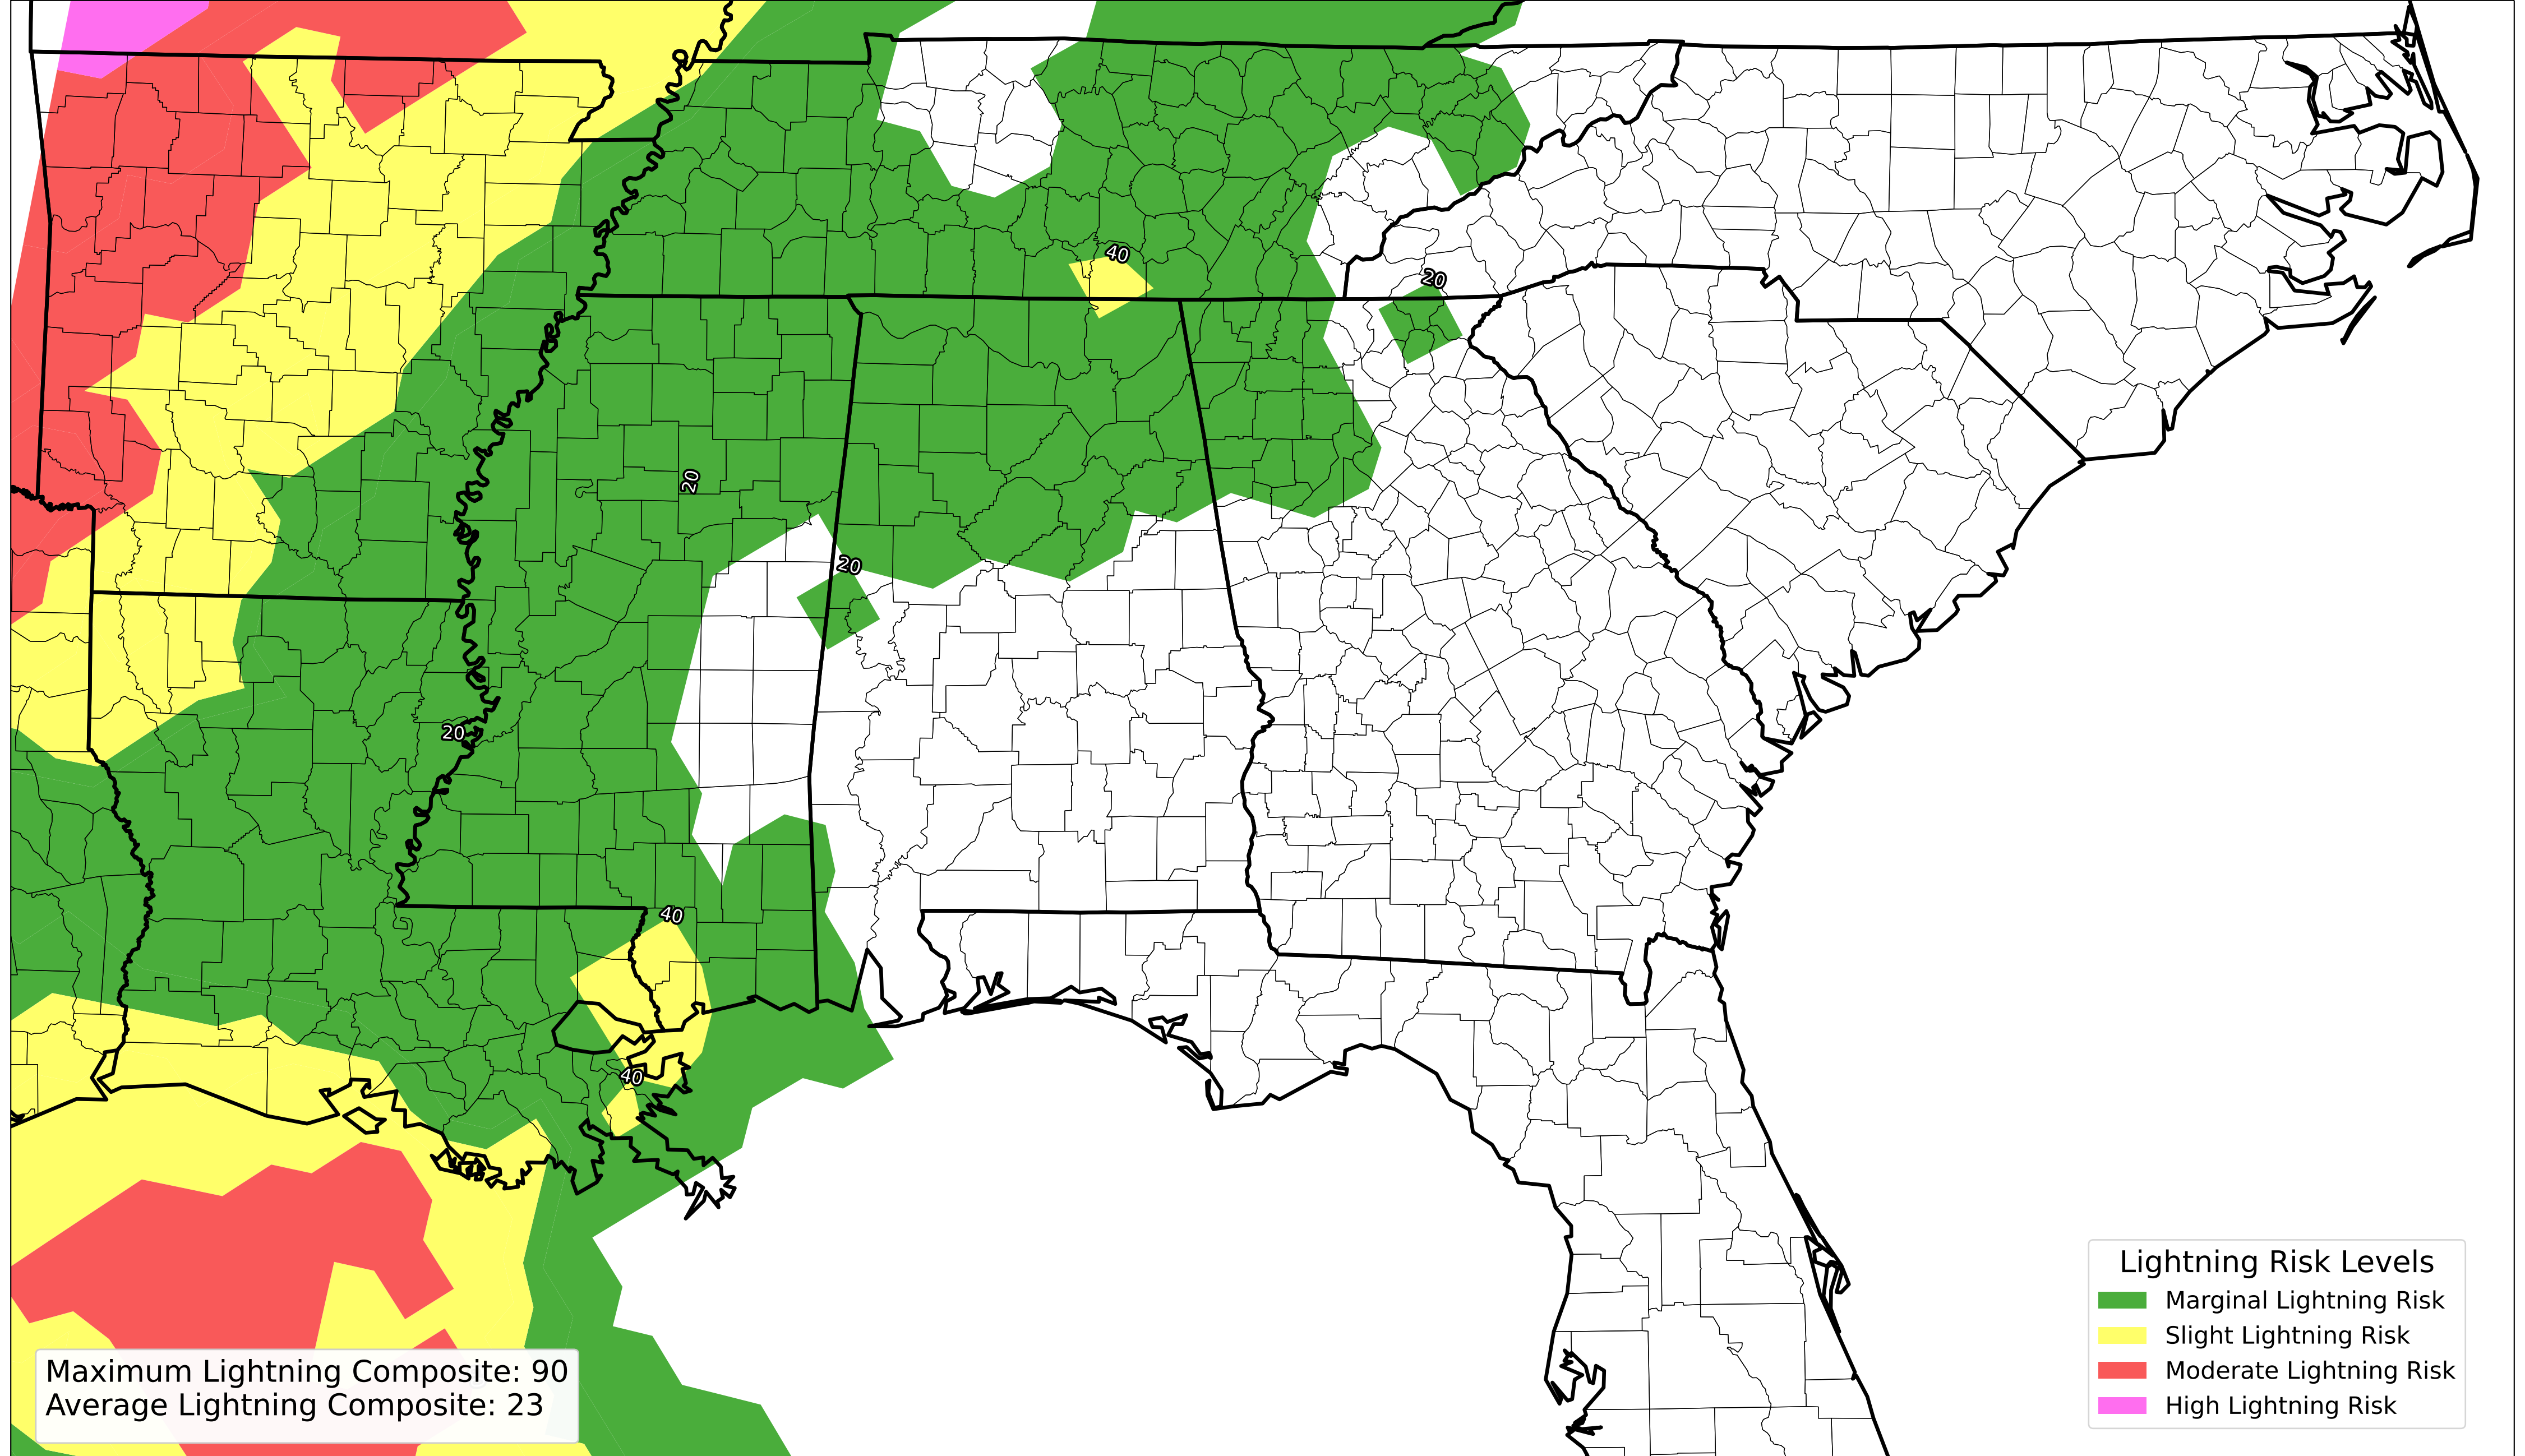 40
20
20
20
20
40
40
Lightning Risk Levels
Marginal Lightning Risk
Slight Lightning Risk
Moderate Lightning Risk
High Lightning Risk
Maximum Lightning Composite: 90
Average Lightning Composite: 23